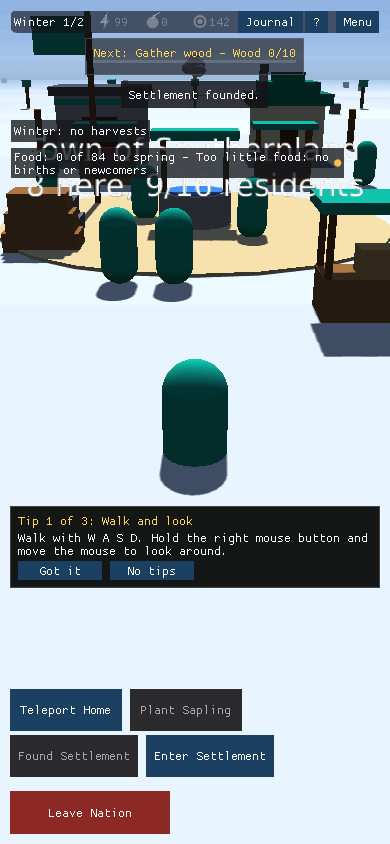 Winter 1/2 99 0 142 Journal ? Menu
Next: Gather wood - Wood 0/10
Settlement founded.
Winter: no harvests
Food: 0 of 84 to spring - Too little food: no
births or newcomers !
8 here, 9/16 residents
Tip 1 of 3: Walk and look
Walk with W A S D. Hold the right mouse button and
move the mouse to look around.
Got it No tips
Teleport Home Plant Sapling
Found Settlement Enter Settlement
Leave Nation